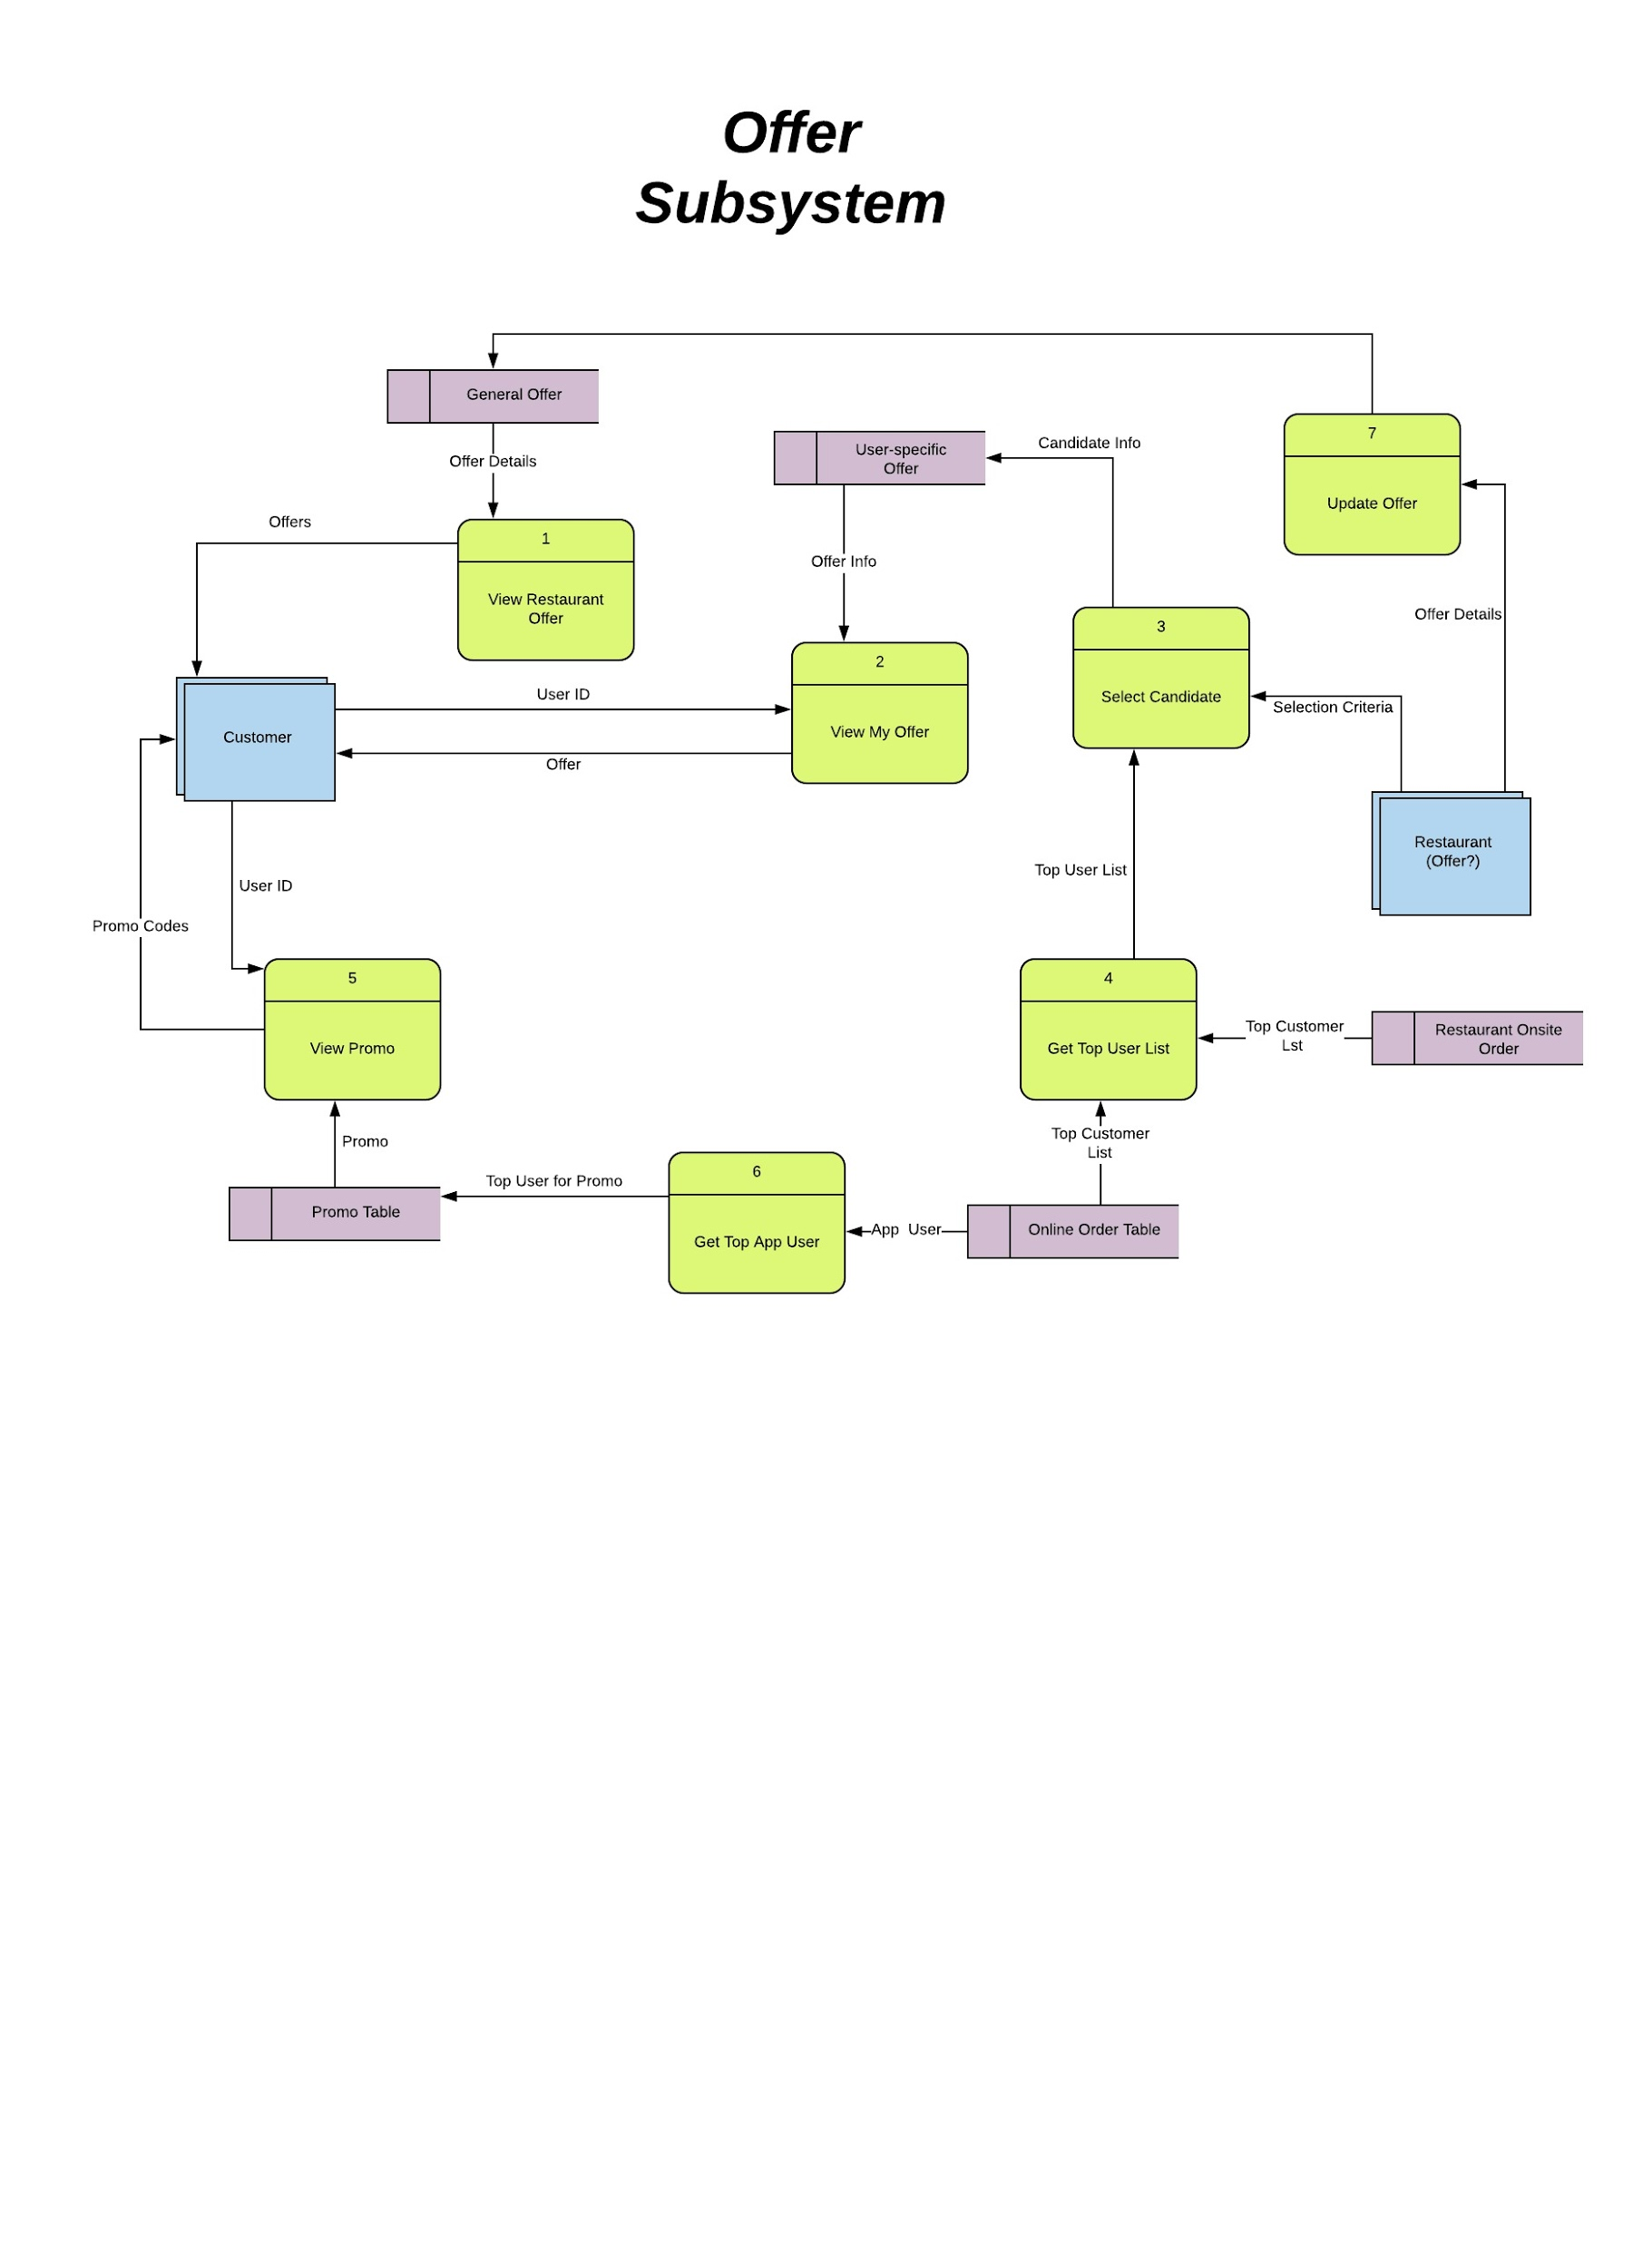 Offer
Subsystem
General Offer
Offer Details
User-specific
Offer
Candidate Info
7
Update Offer
Offers
1
View Restaurant
Offer
Offer Info
Offer Details
3
Select Candidate
2
View My Offer
User ID
Offer
Customer
Selection Criteria
Restaurant
(Offer?)
Top User List
User ID
Promo Codes
5
View Promo
4
Get Top User List
Top Customer
Lst
Restaurant Onsite
Order
Promo
Top Customer
List
Promo Table
Top User for Promo
6
Get Top App User
App  User
Online Order Table